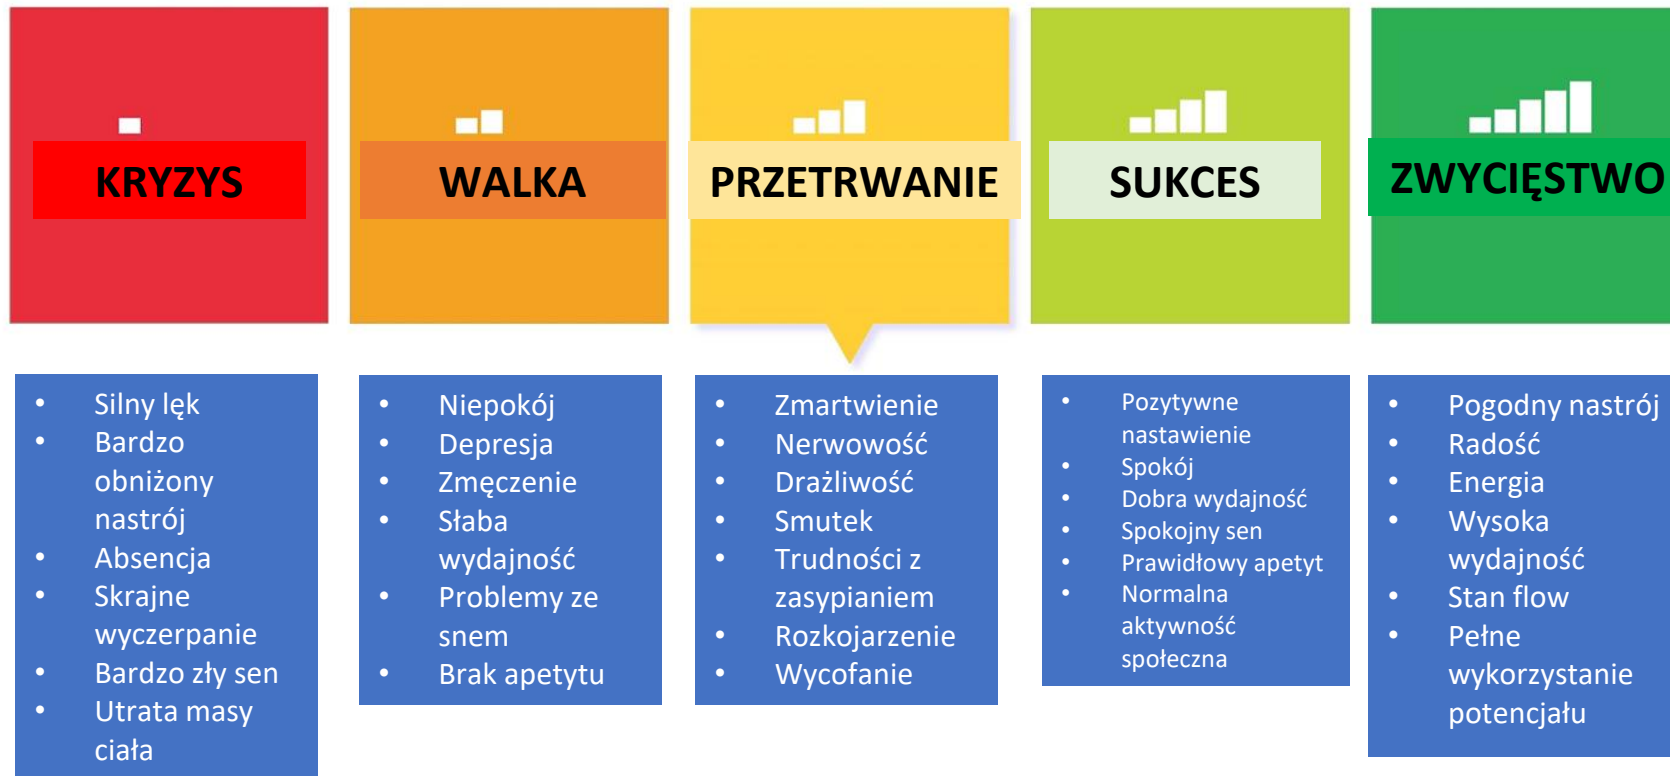 KRYZYS
WALKA
PRZETRWANIE
SUKCES
ZWYCIĘSTWO
• Silny lęk
• Bardzo
obniżony
nastrój
• Absencja
• Skrajne
wyczerpanie
• Bardzo zły sen
• Utrata masy
ciała
• Niepokój
• Depresja
• Zmęczenie
• Słaba
wydajność
• Problemy ze
snem
• Brak apetytu
• Zmartwienie
• Nerwowość
• Drażliwość
• Smutek
• Trudności z
zasypianiem
• Rozkojarzenie
• Wycofanie
• Pozytywne
nastawienie
• Spokój
• Dobra wydajność
• Spokojny sen
• Prawidłowy apetyt
• Normalna
aktywność
społeczna
• Pogodny nastrój
• Radość
• Energia
• Wysoka
wydajność
• Stan flow
• Pełne
wykorzystanie
potencjału